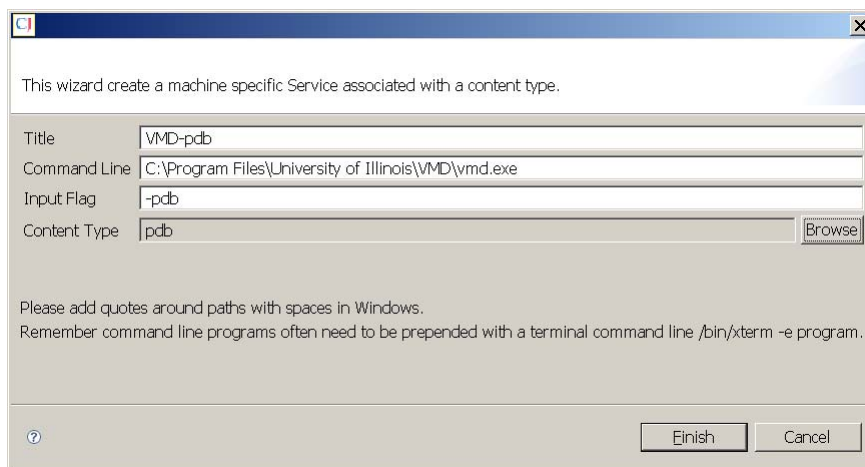 CJ
This wizard create a machine specific Service associated with a content type.
Title VMD-pdb
Command Line C:\Program Files\University of Illinois\VMD\vmd.exe
Input Flag -pdb
Content Type pdb Browse
Please add quotes around paths with spaces in Windows.
Remember command line programs often need to be prepended with a terminal command line /bin/xterm -e program.
? Finish Cancel